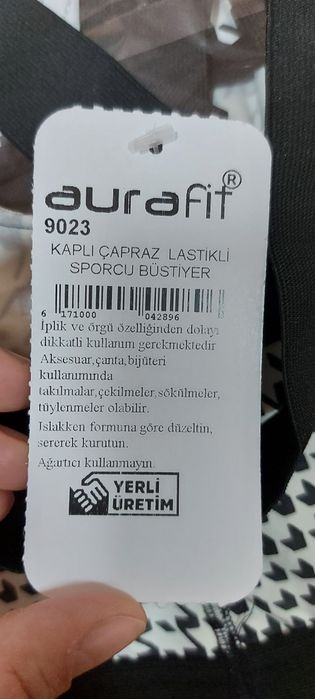 aurafit®
9023
KAPLI ÇAPRAZ LASTİKLİ
SPORCU BÜSTİYER
6 171000 042896
İplik ve örgü özelliğinden dolayı
dikkatli kullanım gerekmektedir
Aksesuar,çanta,bijüteri
kullanımında
takılmalar,çekilmeler,sökülmeler,
tüylenmeler olabilir.
Islakken formuna göre düzeltin,
sererek kurutun.
Ağartıcı kullanmayın.
YERLİ
ÜRETİM